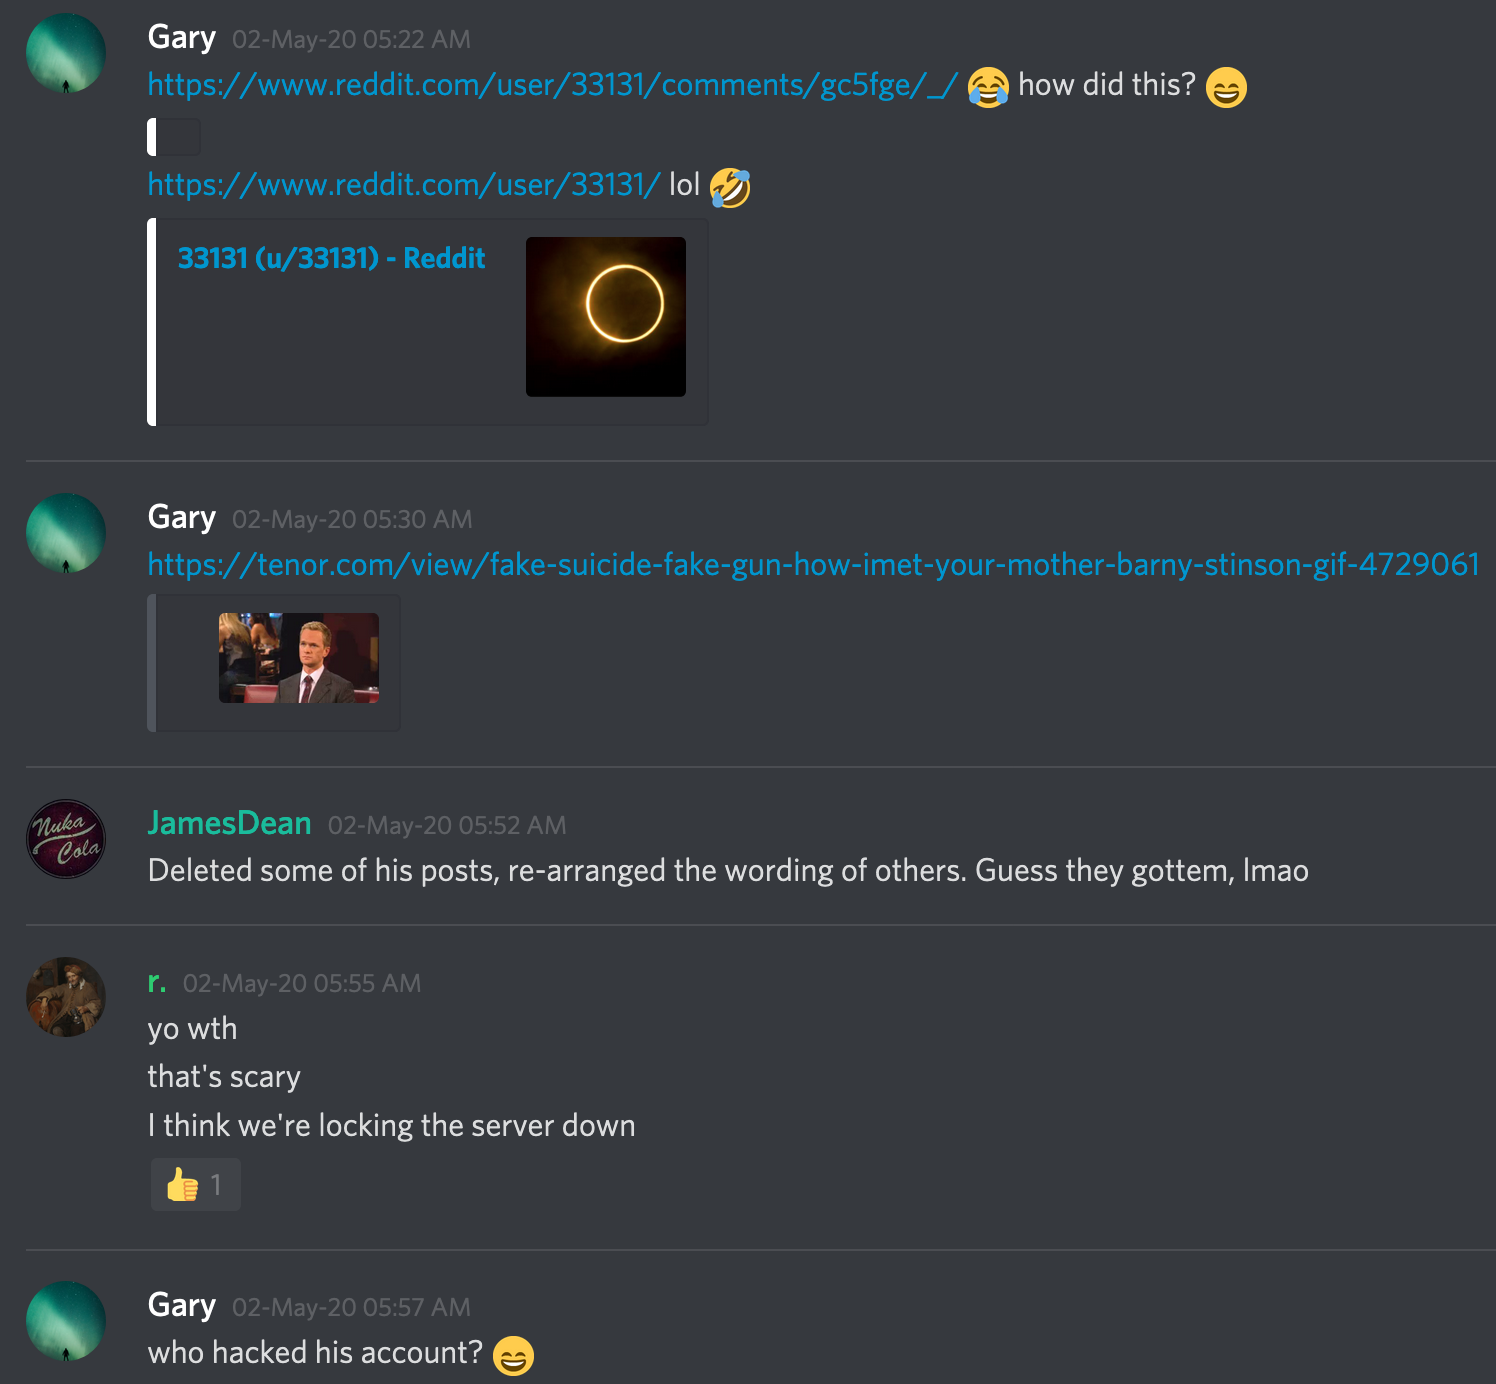 Gary 02-May-20 05:22 AM
https://www.reddit.com/user/33131/comments/gc5fge/_/ 😂 how did this? 😄
https://www.reddit.com/user/33131/ lol 🤣
33131 (u/33131) - Reddit
Gary 02-May-20 05:30 AM
https://tenor.com/view/fake-suicide-fake-gun-how-imet-your-mother-barny-stinson-gif-4729061
JamesDean 02-May-20 05:52 AM
Nuka
Cola
Deleted some of his posts, re-arranged the wording of others. Guess they gottem, lmao
r. 02-May-20 05:55 AM
yo wth
that's scary
I think we're locking the server down
👍 1
Gary 02-May-20 05:57 AM
who hacked his account? 😄